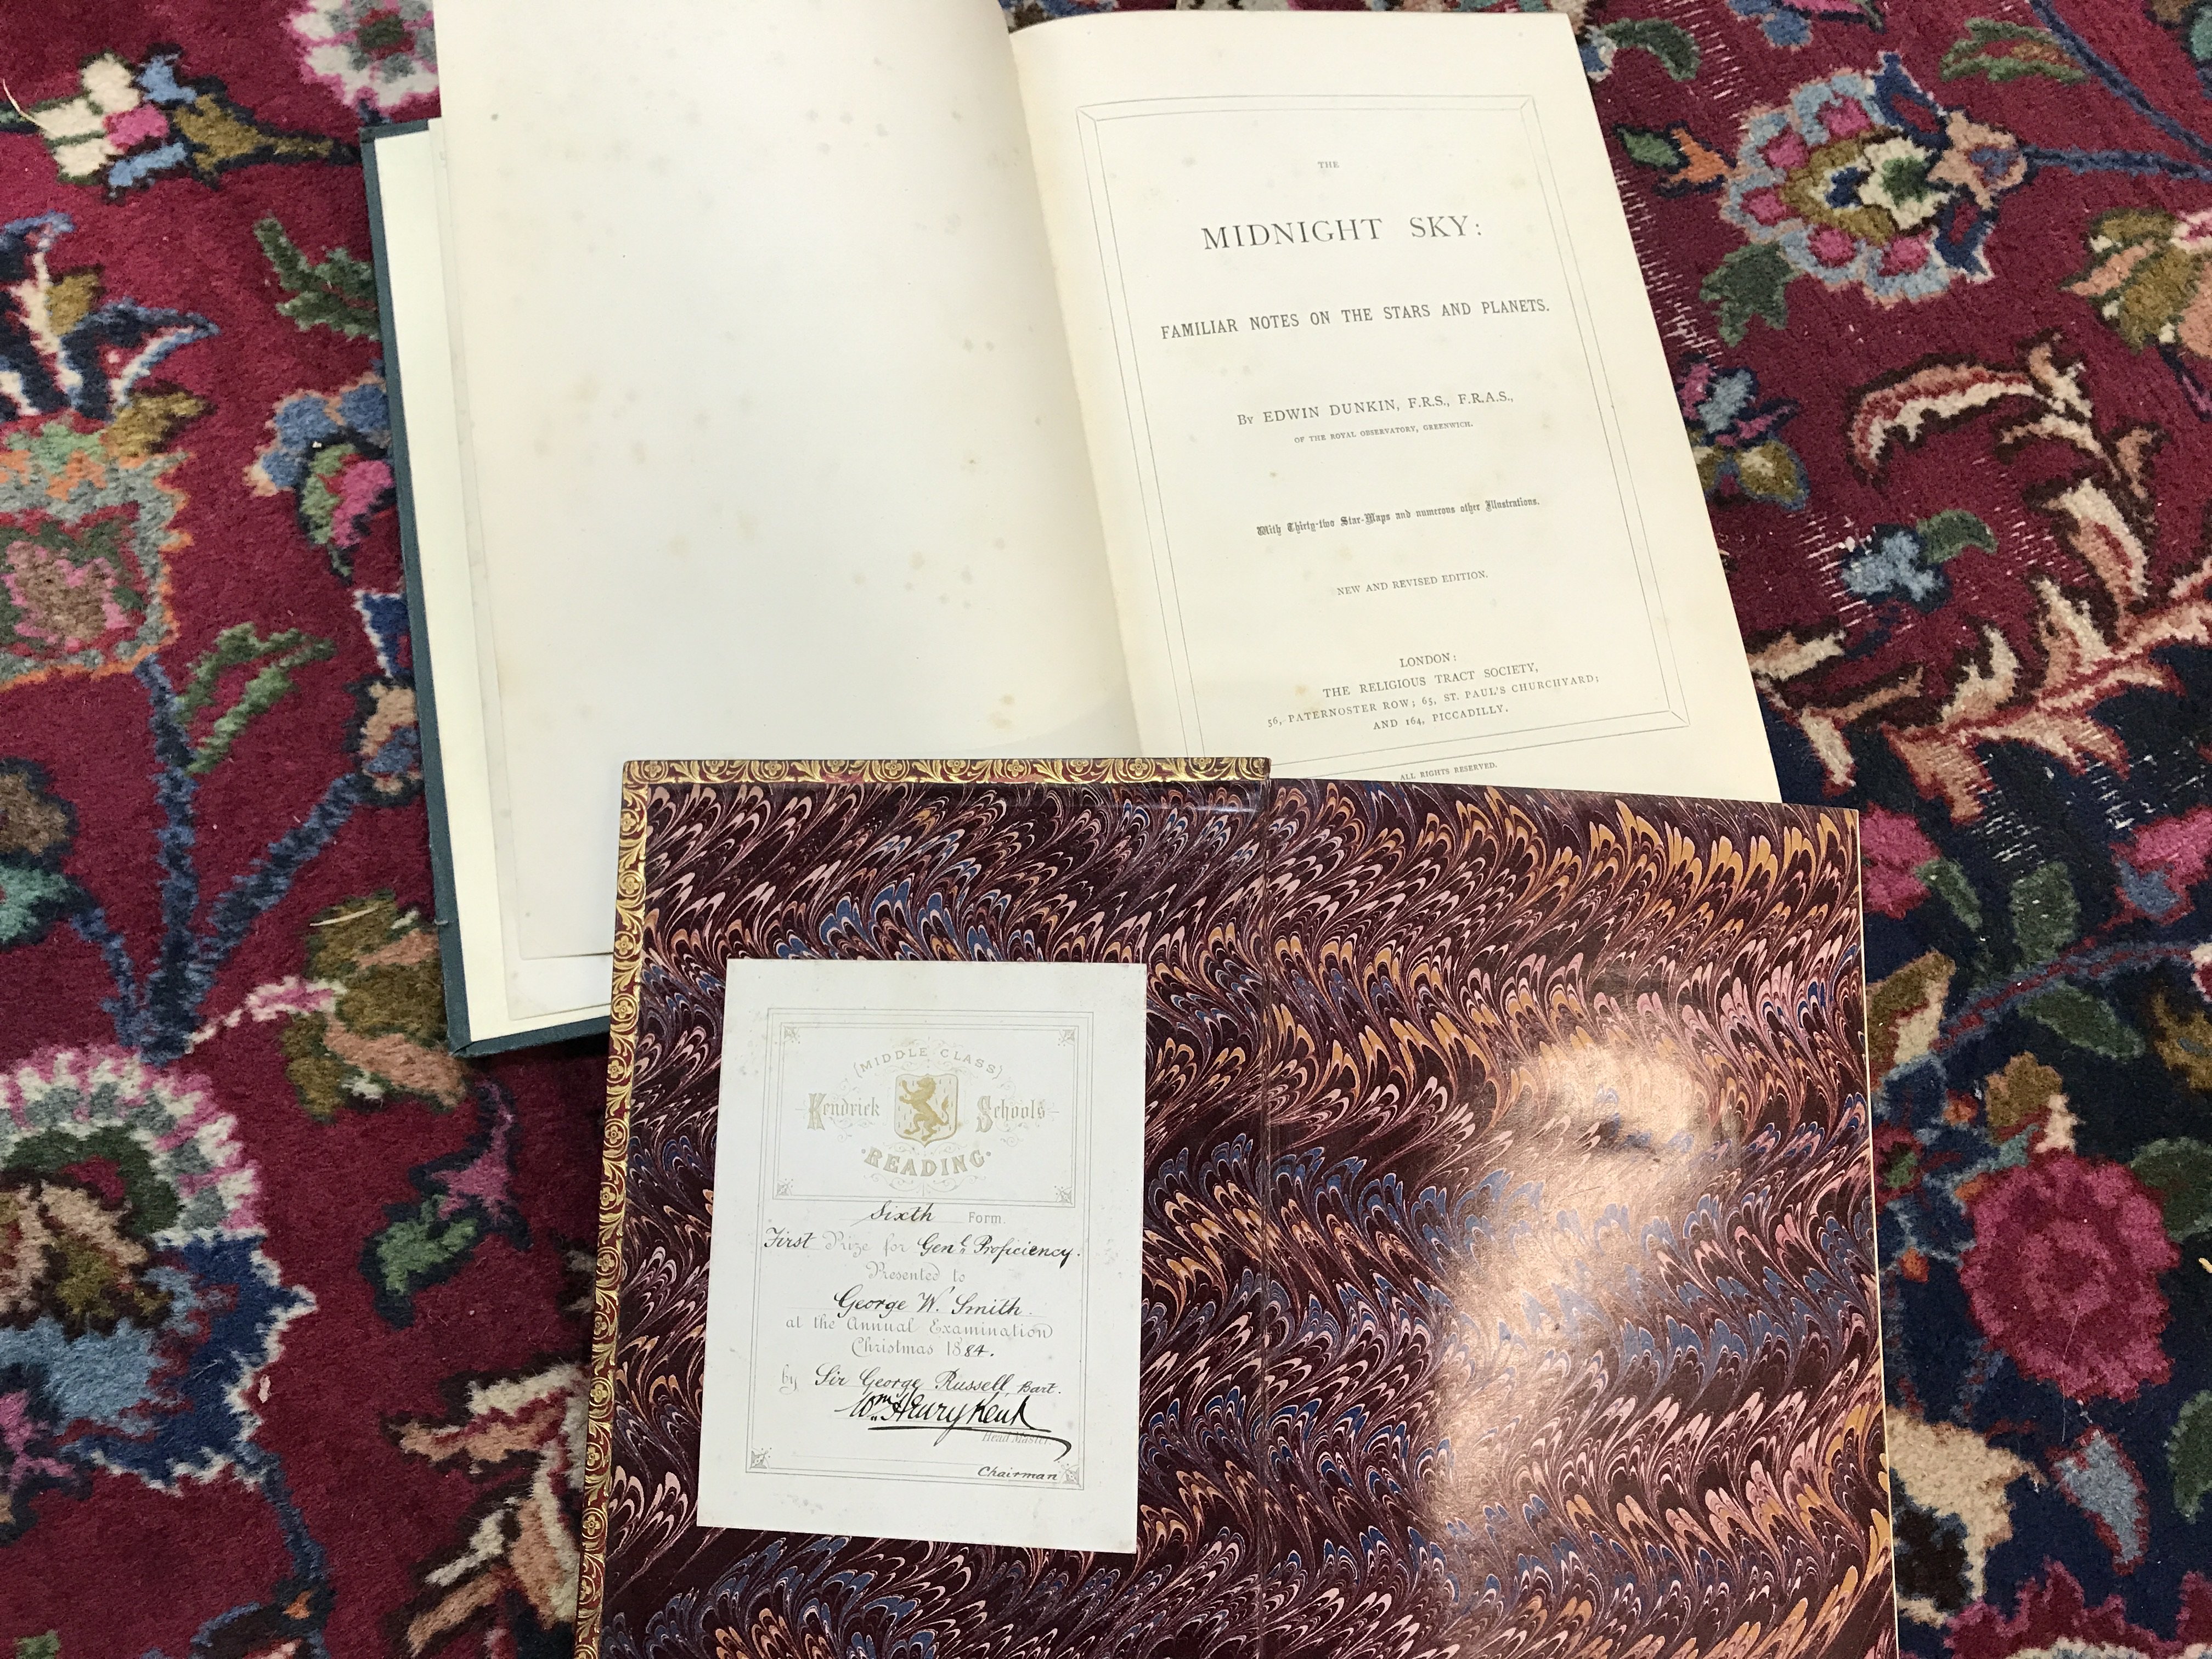 THE
MIDNIGHT SKY:
FAMILIAR NOTES ON THE STARS AND PLANETS.
By EDWIN DUNKIN, F.R.S., F.R.A.S.,
OF THE ROYAL OBSERVATORY, GREENWICH.
With Thirty-two Star-Maps and numerous other Illustrations.
NEW AND REVISED EDITION.
LONDON:
THE RELIGIOUS TRACT SOCIETY,
56, PATERNOSTER ROW; 65, ST. PAUL'S CHURCHYARD;
AND 164, PICCADILLY.
ALL RIGHTS RESERVED.
(MIDDLE CLASS)
Kendrick Schools
READING.
Sixth Form.
First Prize for Genl. Proficiency.
Presented to
George W. Smith.
at the Annual Examination
Christmas 1884.
by Sir George Russell, Bart.
Wm. Henry Kent
Head Master.
Chairman